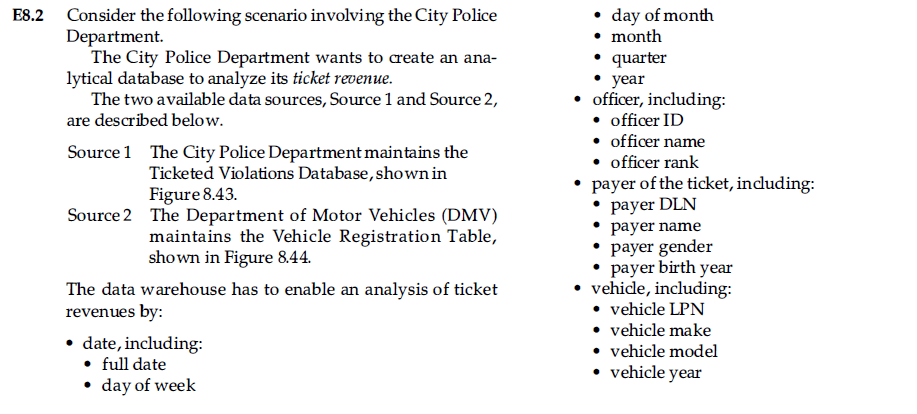 E8.2 Consider the following scenario involving the City Police
Department.
The City Police Department wants to create an ana-
lytical database to analyze its ticket revenue.
The two available data sources, Source 1 and Source 2,
are described below.
Source 1 The City Police Department maintains the
Ticketed Violations Database, shown in
Figure 8.43.
Source 2 The Department of Motor Vehicles (DMV)
maintains the Vehicle Registration Table,
shown in Figure 8.44.
The data warehouse has to enable an analysis of ticket
revenues by:
• date, including:
• full date
• day of week
• day of month
• month
• quarter
• year
• officer, including:
• officer ID
• officer name
• officer rank
• payer of the ticket, including:
• payer DLN
• payer name
• payer gender
• payer birth year
• vehicle, including:
• vehicle LPN
• vehicle make
• vehicle model
• vehicle year